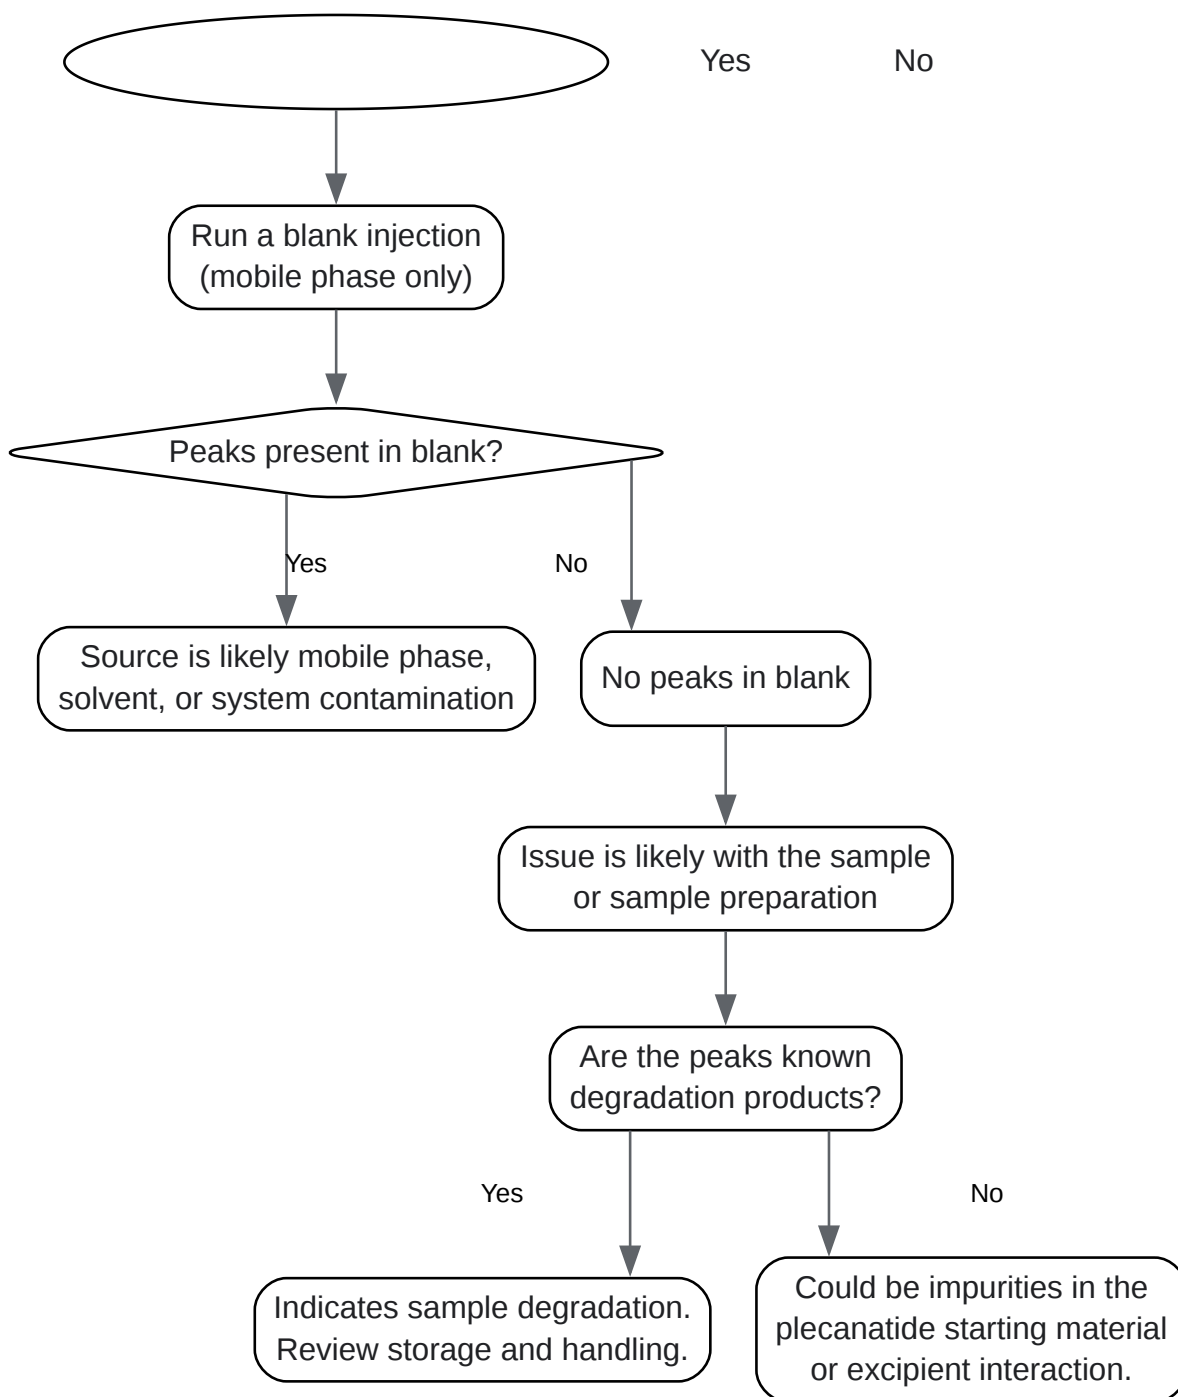 Yes
No
Run a blank injection
(mobile phase only)
Peaks present in blank?
Yes
No
Source is likely mobile phase,
solvent, or system contamination
No peaks in blank
Issue is likely with the sample
or sample preparation
Are the peaks known
degradation products?
Yes
No
Indicates sample degradation.
Review storage and handling.
Could be impurities in the
plecanatide starting material
or excipient interaction.